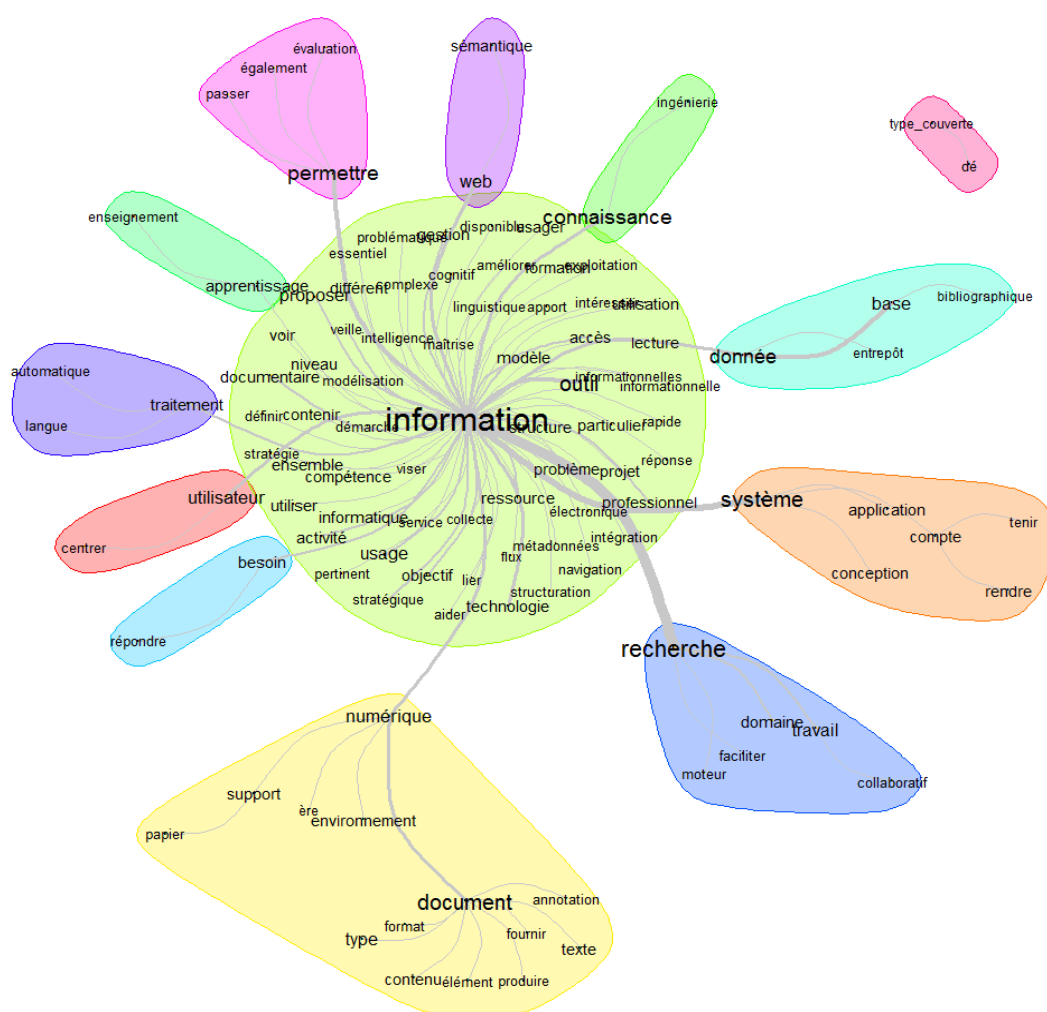 évaluation
sémantique
également
passer
ingénierie
type_couverte
dé
permettre
web
connaissance
enseignement
disponible
usager
problématique
gestion
essentiel
cognitif
améliorer
formation
exploitation
apprentissage
proposer
différent
complexe
linguistique
apport
intéresser
utilisation
base
bibliographique
voir
veille
intelligence
maîtrise
accès
lecture
modèle
donnée
entrepôt
niveau
automatique
documentaire
modélisation
outil
informationnelles
informationnelle
traitement
langue
définir
contenir
démarche
information
structure
particulier
rapide
stratégie
ensemble
compétence
viser
problème
projet
réponse
utilisateur
utiliser
ressource
électronique
professionnel
système
application
tenir
informatique
service
collecte
activité
intégration
compte
centrer
besoin
usage
flux
métadonnées
pertinent
objectif
lier
navigation
conception
stratégique
structuration
rendre
aider
technologie
répondre
recherche
numérique
domaine
travail
faciliter
moteur
collaboratif
support
ère
environnement
papier
document
annotation
format
type
fournir
texte
contenu
élément
produire